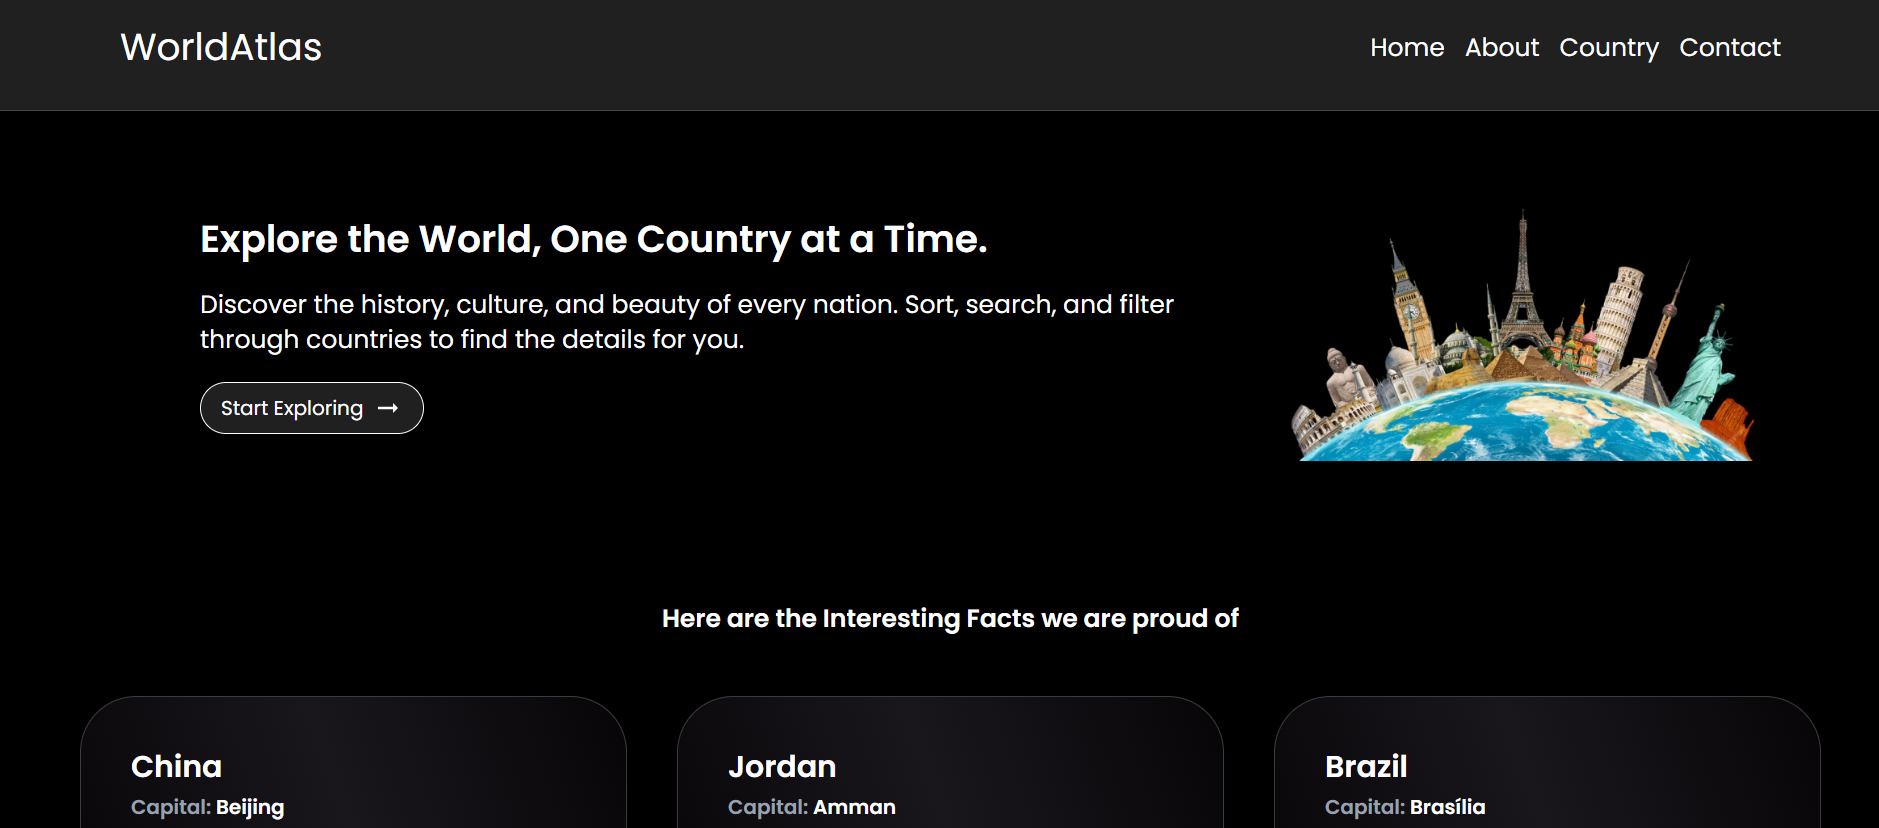 WorldAtlas
Home About Country Contact
Explore the World, One Country at a Time.
Discover the history, culture, and beauty of every nation. Sort, search, and filter
through countries to find the details for you.
Start Exploring
Here are the Interesting Facts we are proud of
China
Capital: Beijing
Jordan
Capital: Amman
Brazil
Capital: Brasília